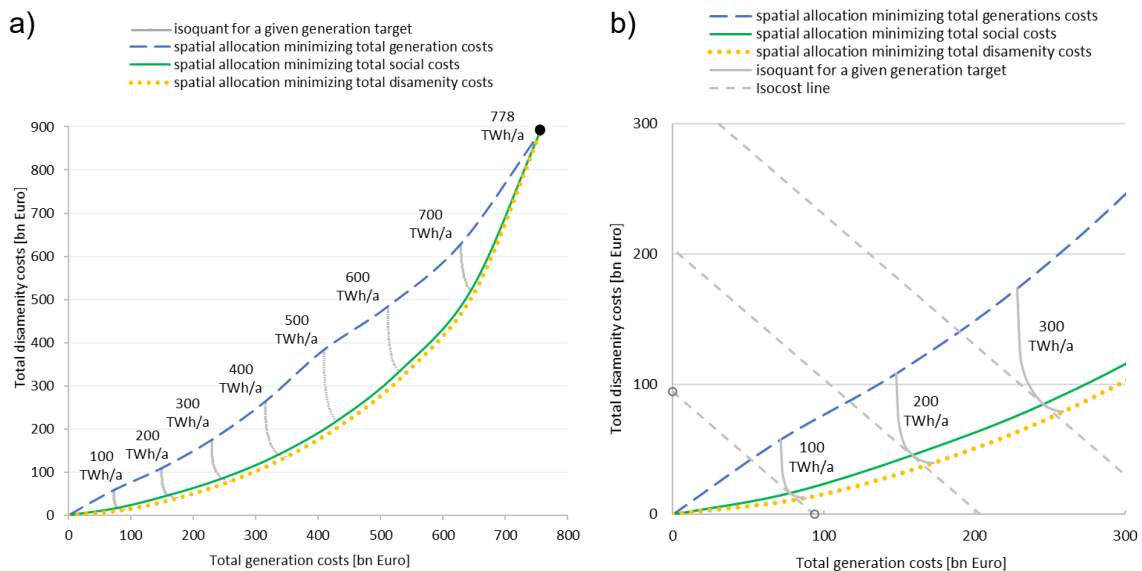 a)
isoquant for a given generation target
spatial allocation minimizing total generation costs
spatial allocation minimizing total social costs
spatial allocation minimizing total disamenity costs
Total disamenity costs [bn Euro]
900
800
700
600
500
400
300
200
100
0
100
TWh/a
200
TWh/a
300
TWh/a
400
TWh/a
500
TWh/a
600
TWh/a
700
TWh/a
778
TWh/a
0 100 200 300 400 500 600 700 800
Total generation costs [bn Euro]
b)
spatial allocation minimizing total generations costs
spatial allocation minimizing total social costs
spatial allocation minimizing total disamenity costs
isoquant for a given generation target
Isocost line
Total disamenity costs [bn Euro]
300
200
100
0
100
TWh/a
200
TWh/a
300
TWh/a
0 100 200 300
Total generation costs [bn Euro]